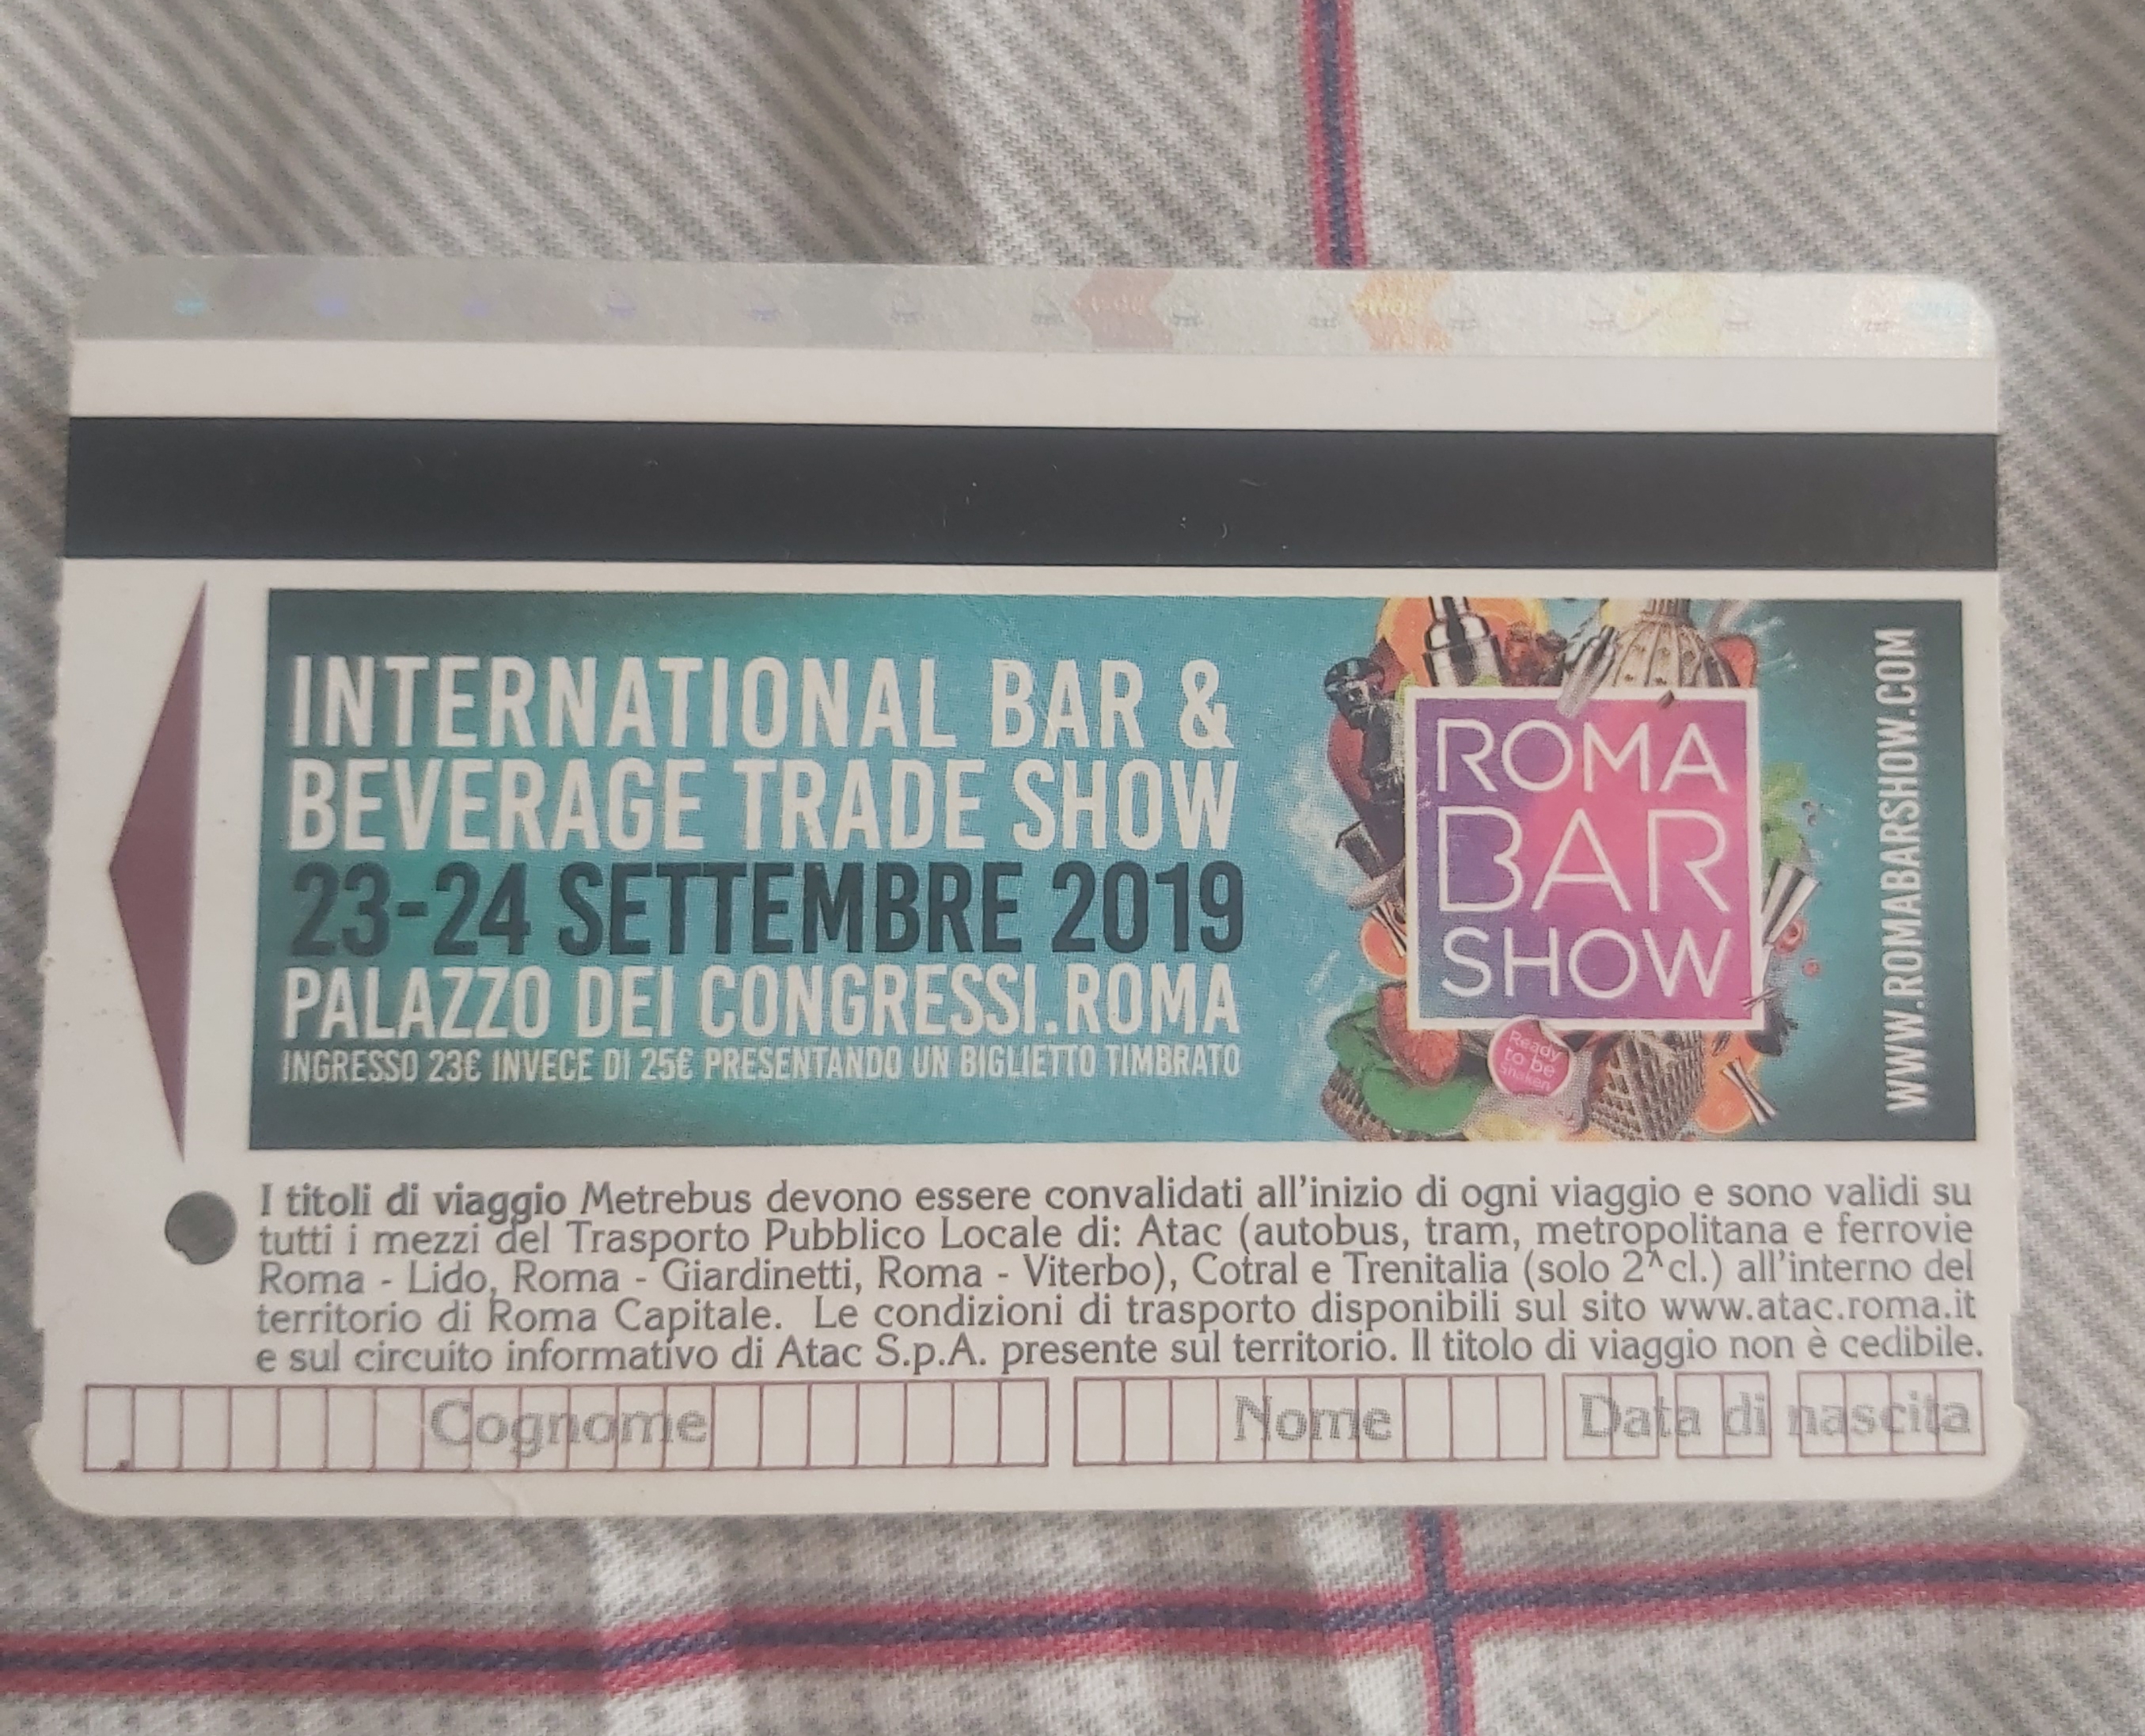 INTERNATIONAL BAR &
BEVERAGE TRADE SHOW
23-24 SETTEMBRE 2019
PALAZZO DEI CONGRESSI.ROMA
INGRESSO 23€ INVECE DI 25€ PRESENTANDO UN BIGLIETTO TIMBRATO
ROMA
BAR
SHOW
Ready
to be
shaken
WWW.ROMABARSHOW.COM
I titoli di viaggio Metrebus devono essere convalidati all'inizio di ogni viaggio e sono validi su
tutti i mezzi del Trasporto Pubblico Locale di: Atac (autobus, tram, metropolitana e ferrovie
Roma - Lido, Roma - Giardinetti, Roma - Viterbo), Cotral e Trenitalia (solo 2^cl.) all'interno del
territorio di Roma Capitale. Le condizioni di trasporto disponibili sul sito www.atac.roma.it
e sul circuito informativo di Atac S.p.A. presente sul territorio. Il titolo di viaggio non è cedibile.
Cognome Nome Data di nascita